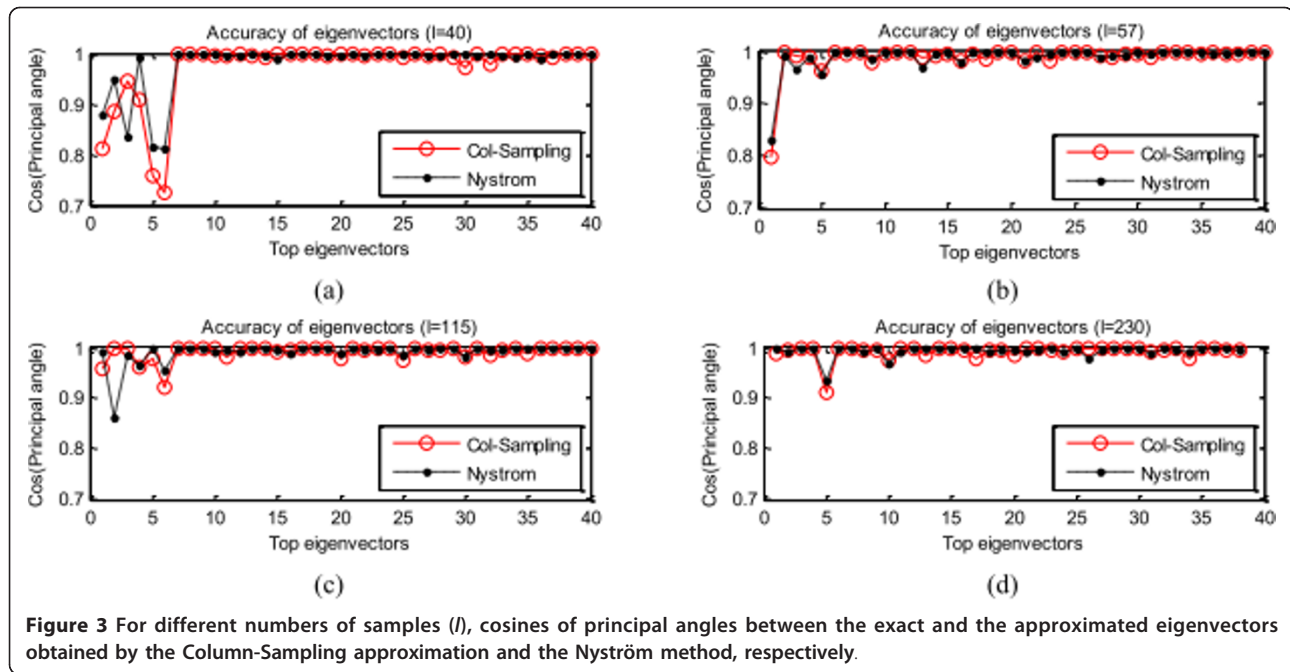 Accuracy of eigenvectors (l=40)
Cos(Principal angle)
1
0.9
0.8
0.7
Col-Sampling
Nystrom
0 5 10 15 20 25 30 35 40
Top eigenvectors
(a)
Accuracy of eigenvectors (l=57)
Cos(Principal angle)
1
0.9
0.8
0.7
Col-Sampling
Nystrom
0 5 10 15 20 25 30 35 40
Top eigenvectors
(b)
Accuracy of eigenvectors (l=115)
Cos(Principal angle)
1
0.9
0.8
0.7
Col-Sampling
Nystrom
0 5 10 15 20 25 30 35 40
Top eigenvectors
(c)
Accuracy of eigenvectors (l=230)
Cos(Principal angle)
1
0.9
0.8
0.7
Col-Sampling
Nystrom
0 5 10 15 20 25 30 35 40
Top eigenvectors
(d)
Figure 3 For different numbers of samples (l), cosines of principal angles between the exact and the approximated eigenvectors
obtained by the Column-Sampling approximation and the Nyström method, respectively.